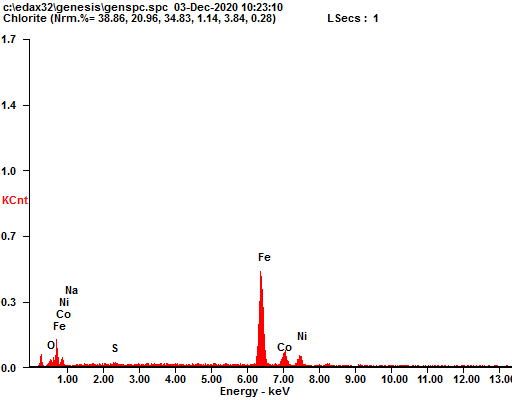 c:\edax32\genesis\genspc.spc 03-Dec-2020 10:23:10
Chlorite (Nrm.%= 38.86, 20.96, 34.83, 1.14, 3.84, 0.28) LSecs : 1
1.7
1.4
1.0
KCnt
0.7
Fe
Na
0.3
Ni
Co
Fe
Ni
O
S
Co
0.0
1.00 2.00 3.00 4.00 5.00 6.00 7.00 8.00 9.00 10.00 11.00 12.00 13.0
Energy - keV